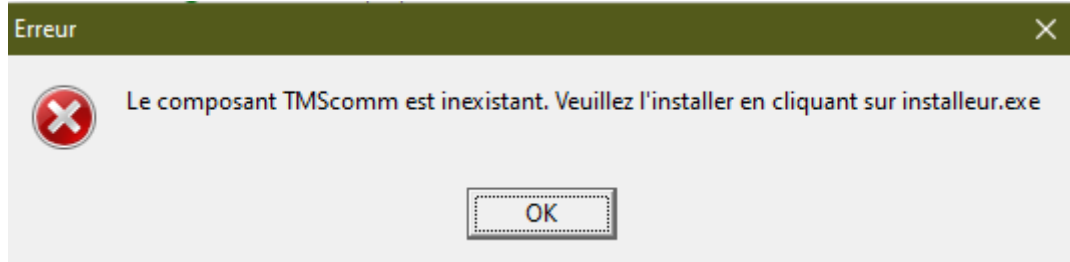 Erreur
Le composant TMScomm est inexistant. Veuillez l'installer en cliquant sur installeur.exe
OK